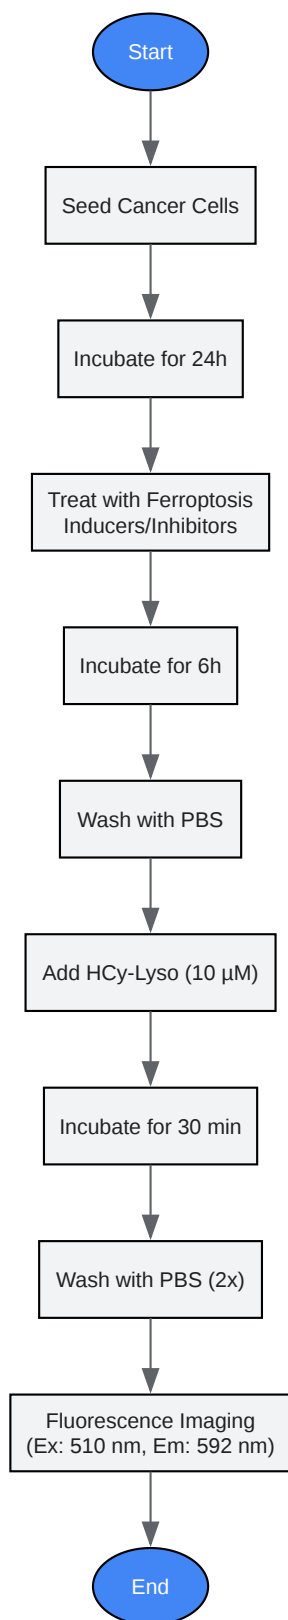 Start
Seed Cancer Cells
Incubate for 24h
Treat with Ferroptosis
Inducers/Inhibitors
Incubate for 6h
Wash with PBS
Add HCy-Lyso (10 µM)
Incubate for 30 min
Wash with PBS (2x)
Fluorescence Imaging
(Ex: 510 nm, Em: 592 nm)
End